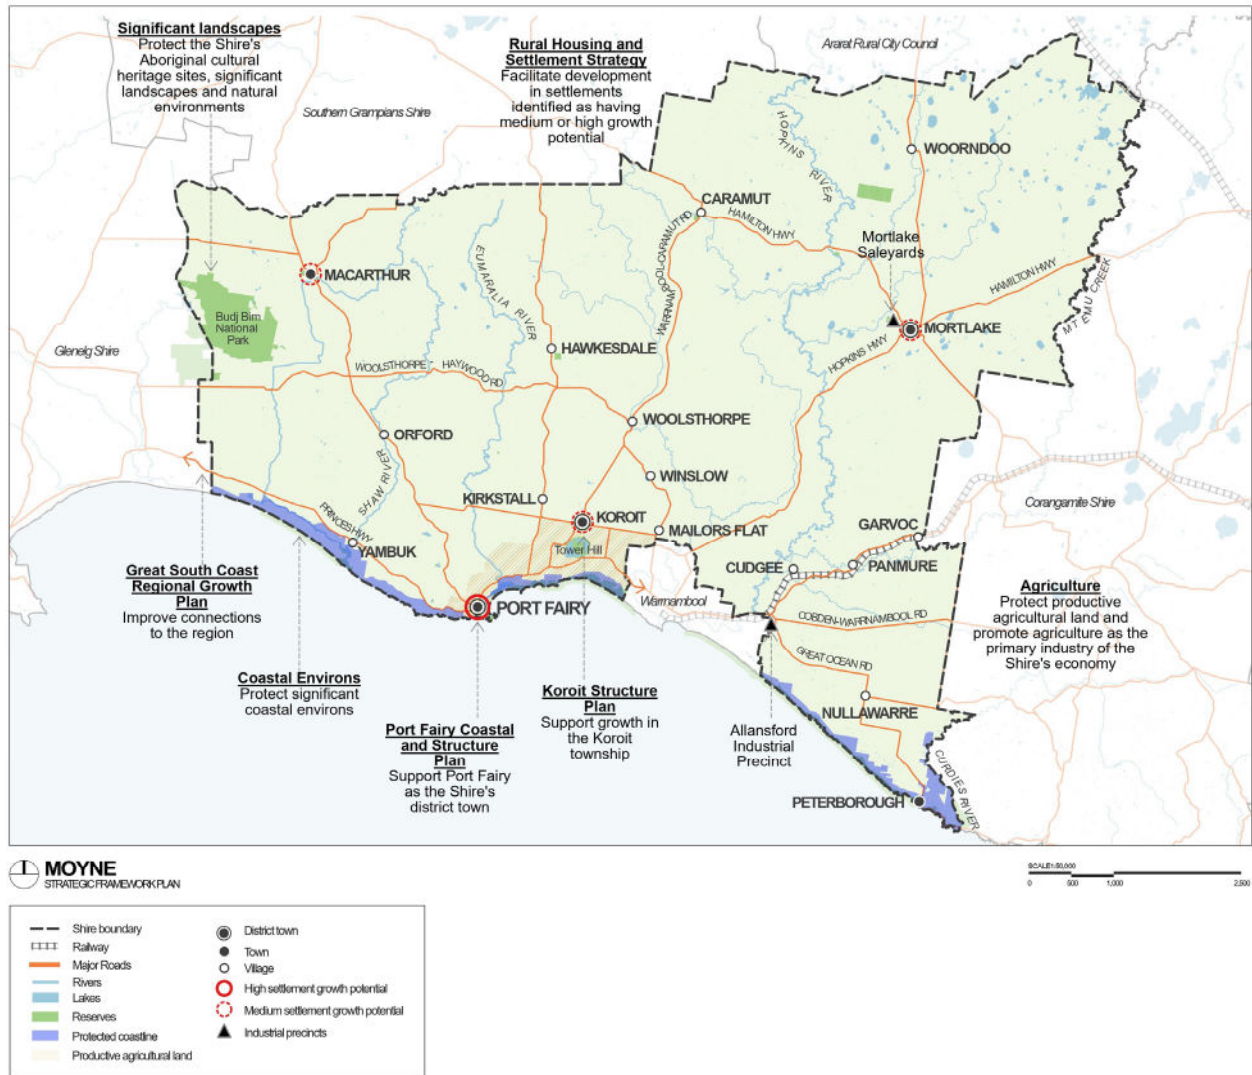 Significant landscapes
Protect the Shire's
Aboriginal cultural
heritage sites, significant
landscapes and natural
environments
Rural Housing and
Settlement Strategy
Facilitate development
in settlements
identified as having
medium or high growth
potential
Ararat Rural City Council
Southern Grampians Shire
HOPKINS RIVER
WOORNDOO
CARAMUT
HAMILTON HWY
Mortlake
Saleyards
WARRNAMBOOL-CARAMUT RD
EUMARALIA RIVER
MACARTHUR
HAMILTON HWY
MT EMU CREEK
Budj Bim
National
Park
MORTLAKE
HOPKINS HWY
Glenelg Shire
HAWKESDALE
WOOLSTHORPE - HAYWOOD RD
WOOLSTHORPE
ORFORD
SHAW RIVER
WINSLOW
KIRKSTALL
Corangamite Shire
KOROIT
MAILORS FLAT
GARVOC
PRINCES HWY
YAMBUK
Tower Hill
CUDGEE
PANMURE
Great South Coast
Regional Growth
Plan
Improve connections
to the region
Agriculture
Protect productive
agricultural land and
promote agriculture as the
primary industry of the
Shire's economy
PORT FAIRY
Warrnambool
COBDEN-WARRNAMBOOL RD
GREAT OCEAN RD
Coastal Environs
Protect significant
coastal environs
Koroit Structure
Plan
Support growth in
the Koroit
township
NULLAWARRE
Port Fairy Coastal
and Structure
Plan
Support Port Fairy
as the Shire's
district town
Allansford
Industrial
Precinct
CURDIES RIVER
PETERBOROUGH
MOYNE
STRATEGIC FRAMEWORK PLAN
SCALE 1:50,000
0 500 1,000 2,500
Shire boundary
Railway
Major Roads
Rivers
Lakes
Reserves
Protected coastline
Productive agricultural land
District town
Town
Village
High settlement growth potential
Medium settlement growth potential
Industrial precincts